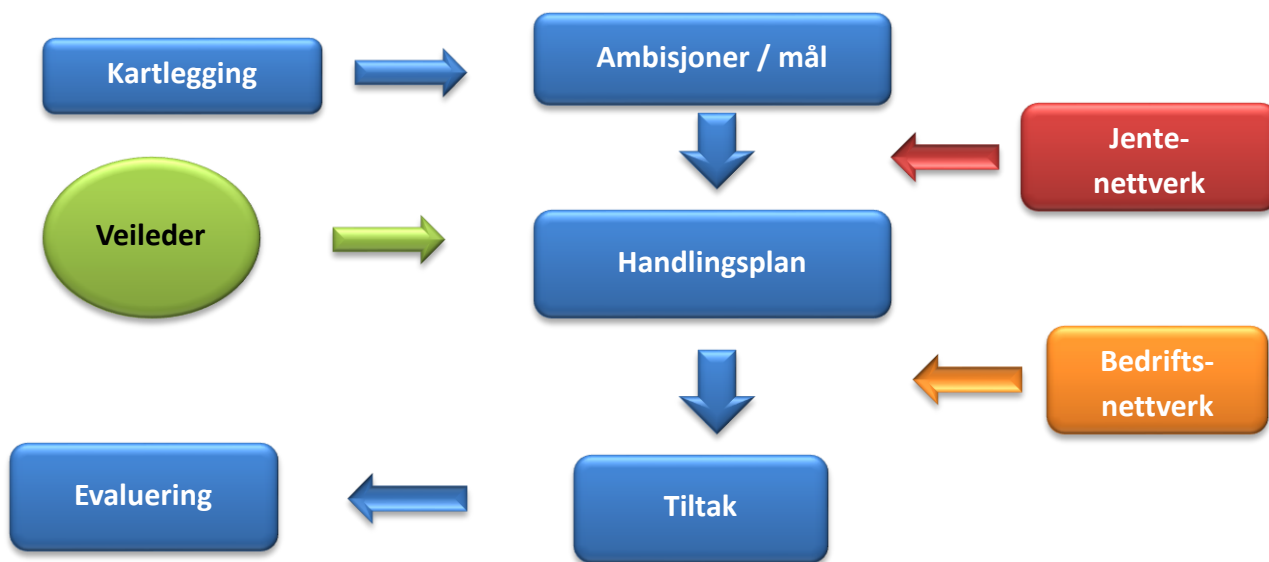 Kartlegging
Ambisjoner / mål
Jente-
nettverk
Veileder
Handlingsplan
Bedrifts-
nettverk
Evaluering
Tiltak